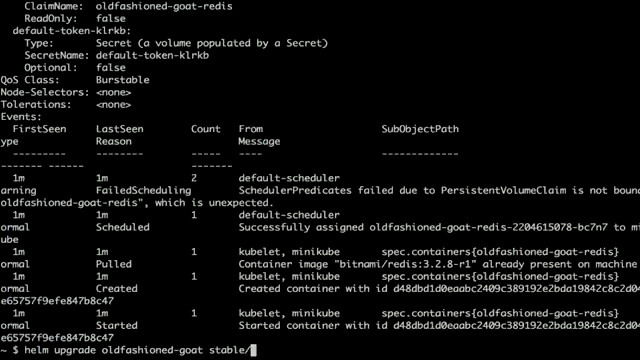 ClaimName: oldfashioned-goat-redis
ReadOnly: false
default-token-klrkb:
Type: Secret (a volume populated by a Secret)
SecretName: default-token-klrkb
Optional: false
QoS Class: Burstable
Node-Selectors: <none>
Tolerations: <none>
Events:
FirstSeen LastSeen Count From SubObjectPath
ype Reason Message
--------- -------- ----- ---- -------------
------- ------ -------
1m 1m 2 default-scheduler
arning FailedScheduling SchedulerPredicates failed due to PersistentVolumeClaim is not boun
oldfashioned-goat-redis", which is unexpected.
1m 1m 1 default-scheduler
ormal Scheduled Successfully assigned oldfashioned-goat-redis-2204615078-bc7n7 to mi
ube
1m 1m 1 kubelet, minikube spec.containers{oldfashioned-goat-redis}
ormal Pulled Container image "bitnami/redis:3.2.8-r1" already present on machine
1m 1m 1 kubelet, minikube spec.containers{oldfashioned-goat-redis}
ormal Created Created container with id d48dbd1d0eaabc2409c389192e2bda19842c8c2d04
e65757f9efe847b8c47
1m 1m 1 kubelet, minikube spec.containers{oldfashioned-goat-redis}
ormal Started Started container with id d48dbd1d0eaabc2409c389192e2bda19842c8c2d04
e65757f9efe847b8c47
~ $ helm upgrade oldfashioned-goat stable/